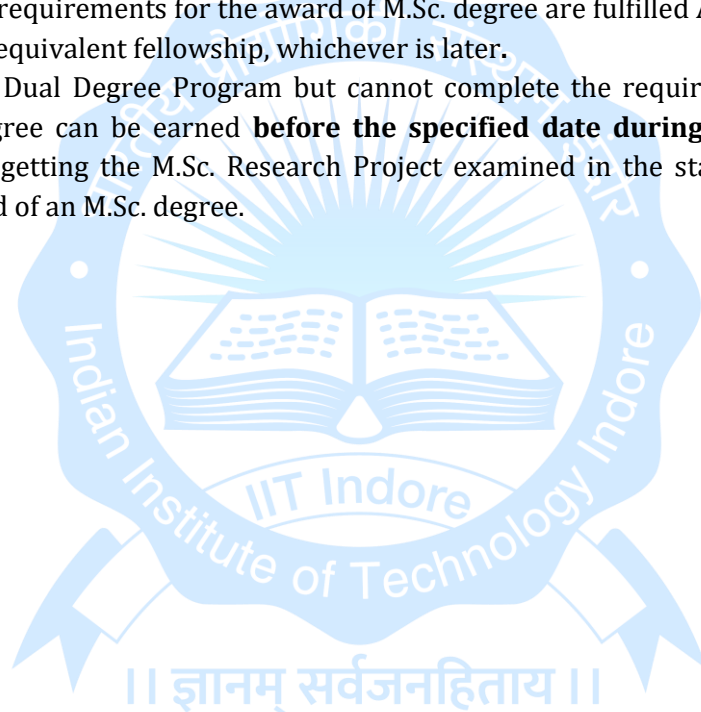 requirements for the award of M.Sc. degree are fulfilled
equivalent fellowship, whichever is later.
Dual Degree Program but cannot complete the requir
gree can be earned before the specified date during
getting the M.Sc. Research Project examined in the sta
d of an M.Sc. degree.
भारतीय प्रौद्योगिकी संस्थान इंदौर
Indian Institute of Technology Indore
IIT Indore
।। ज्ञानम् सर्वजनहिताय ।।